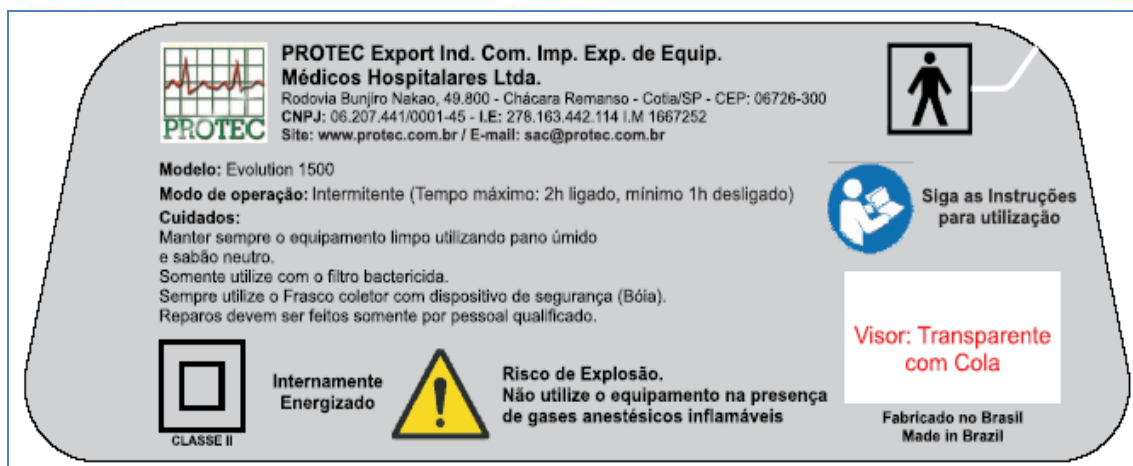 PROTEC
PROTEC Export Ind. Com. Imp. Exp. de Equip.
Médicos Hospitalares Ltda.
Rodovia Bunjiro Nakao, 49.800 - Chácara Remanso - Cotia/SP - CEP: 06726-300
CNPJ: 06.207.441/0001-45 - I.E: 278.163.442.114 I.M 1667252
Site: www.protec.com.br / E-mail: sac@protec.com.br
Modelo: Evolution 1500
Modo de operação: Intermitente (Tempo máximo: 2h ligado, mínimo 1h desligado)
Cuidados:
Manter sempre o equipamento limpo utilizando pano úmido
e sabão neutro.
Somente utilize com o filtro bactericida.
Sempre utilize o Frasco coletor com dispositivo de segurança (Bóia).
Reparos devem ser feitos somente por pessoal qualificado.
Siga as Instruções
para utilização
Visor: Transparente
com Cola
CLASSE II
Internamente
Energizado
Risco de Explosão.
Não utilize o equipamento na presença
de gases anestésicos inflamáveis
Fabricado no Brasil
Made in Brazil